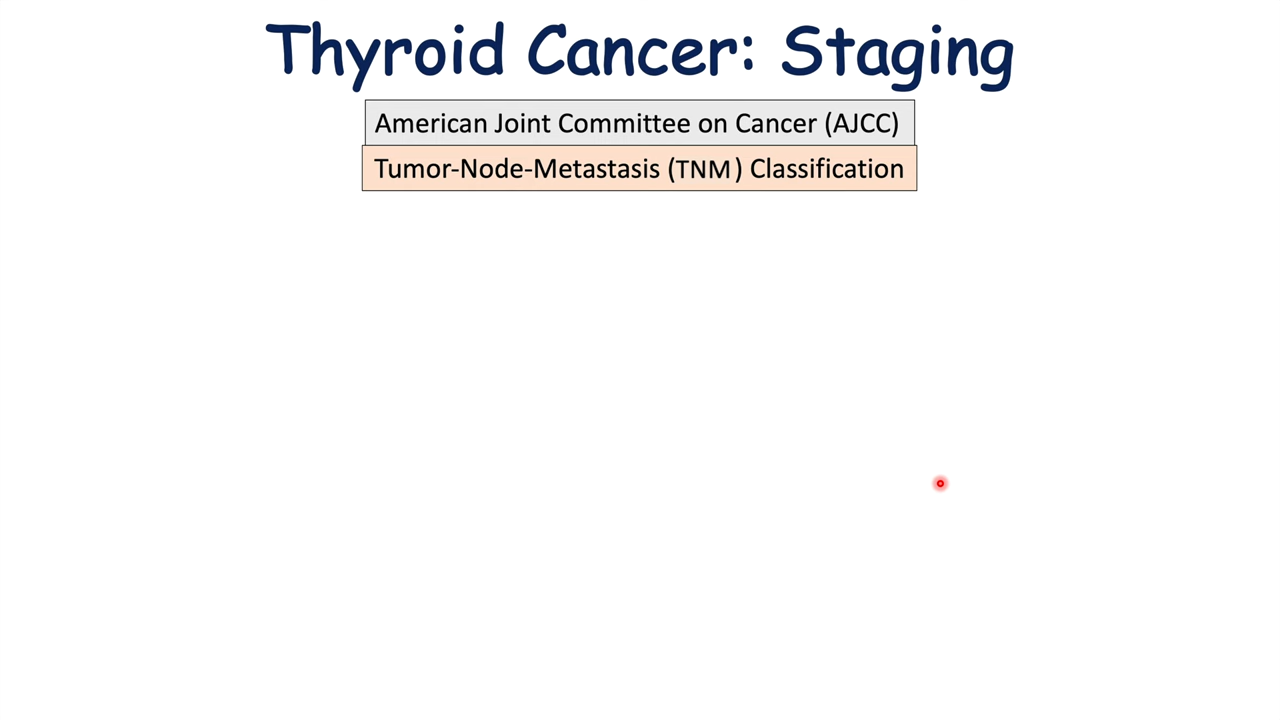 Thyroid Cancer: Staging
American Joint Committee on Cancer (AJCC)
Tumor-Node-Metastasis (TNM) Classification